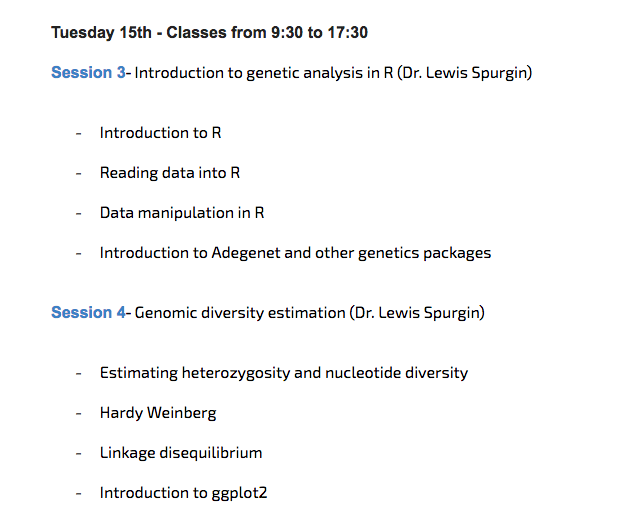 Tuesday 15th - Classes from 9:30 to 17:30
Session 3- Introduction to genetic analysis in R (Dr. Lewis Spurgin)
- Introduction to R
- Reading data into R
- Data manipulation in R
- Introduction to Adegenet and other genetics packages
Session 4- Genomic diversity estimation (Dr. Lewis Spurgin)
- Estimating heterozygosity and nucleotide diversity
- Hardy Weinberg
- Linkage disequilibrium
- Introduction to ggplot2